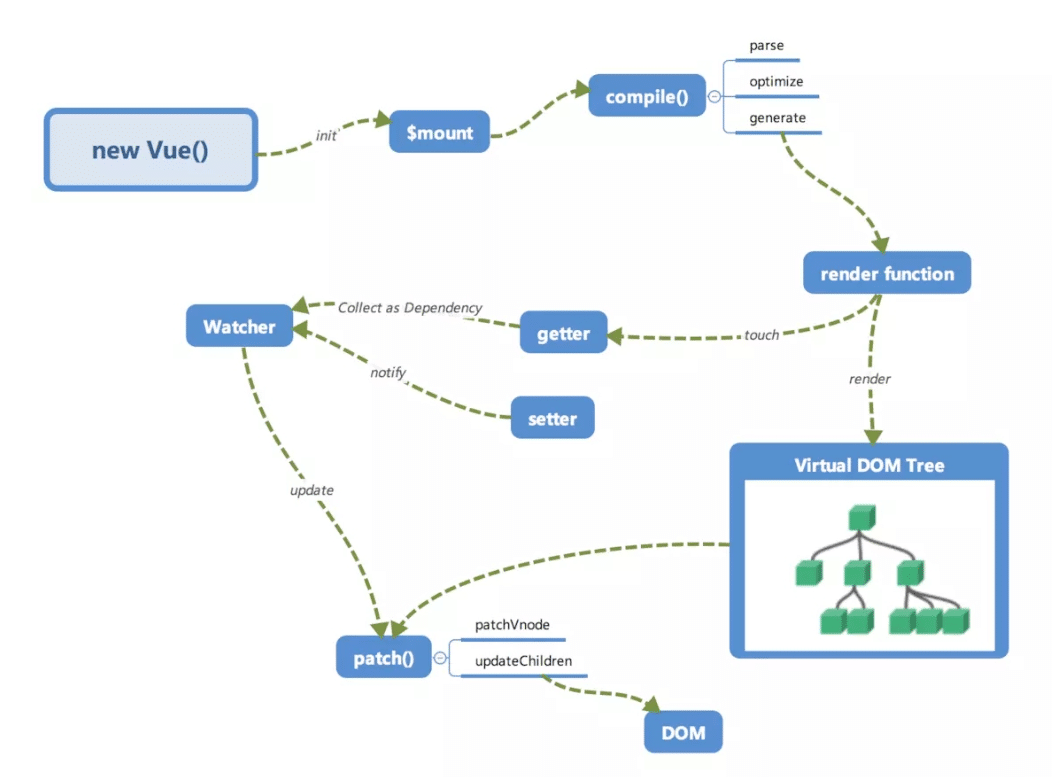 parse
compile()
optimize
generate
$mount
init
new Vue()
render function
Collect as Dependency
Watcher
getter
touch
notify
render
setter
Virtual DOM Tree
update
patchVnode
patch()
updateChildren
DOM